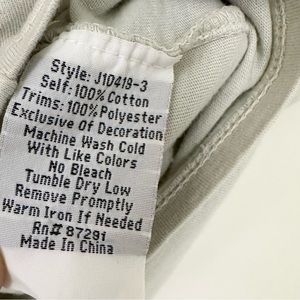 Style: J10419-3
Self: 100% Cotton
Trims: 100% Polyester
Exclusive Of Decoration
Machine Wash Cold
With Like Colors
No Bleach
Tumble Dry Low
Remove Promptly
Warm Iron If Needed
Rn# 87291
Made In China